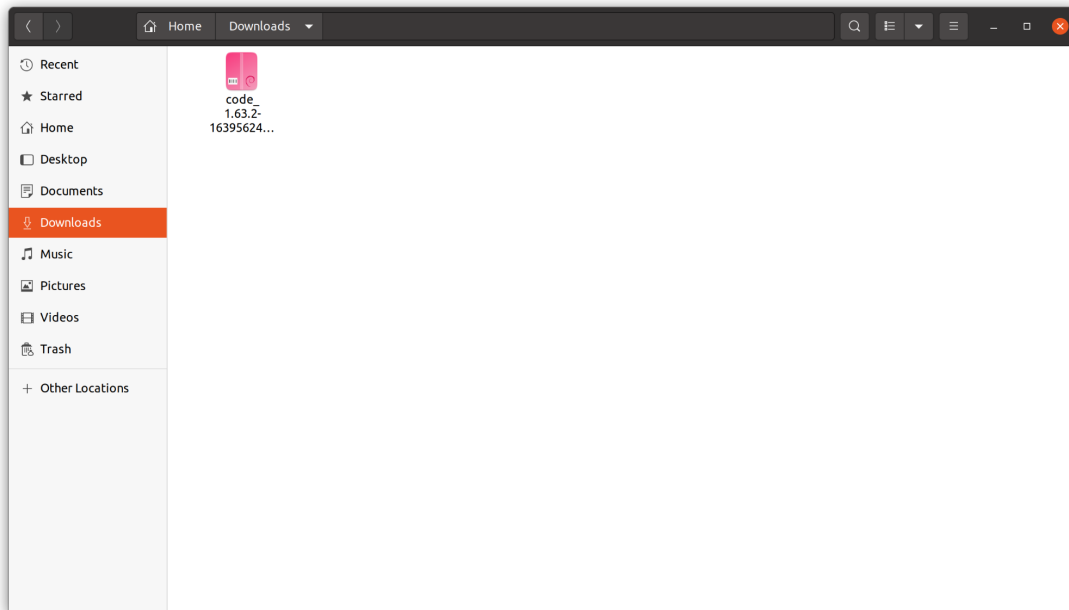 Home
Downloads
Recent
Starred
Home
Desktop
Documents
Downloads
Music
Pictures
Videos
Trash
Other Locations
code_
1.63.2-
16395624…